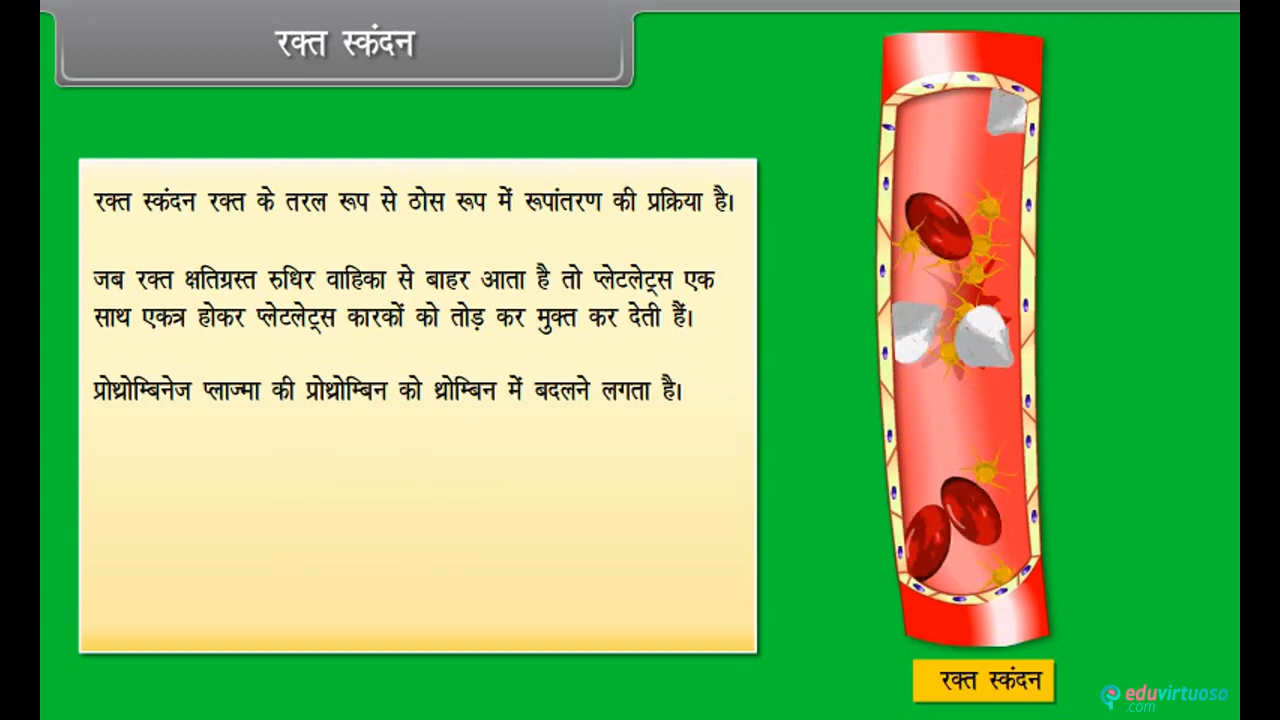 रक्त स्कंदन
रक्त स्कंदन रक्त के तरल रूप से ठोस रूप में रूपांतरण की प्रक्रिया है।
जब रक्त क्षतिग्रस्त रुधिर वाहिका से बाहर आता है तो प्लेटलेट्स एक
साथ एकत्र होकर प्लेटलेट्स कारकों को तोड़ कर मुक्त कर देती हैं।
प्रोथ्रोम्बिनेज प्लाज्मा की प्रोथ्रोम्बिन को थ्रोम्बिन में बदलने लगता है।
रक्त स्कंदन
eduvirtuoso
.com